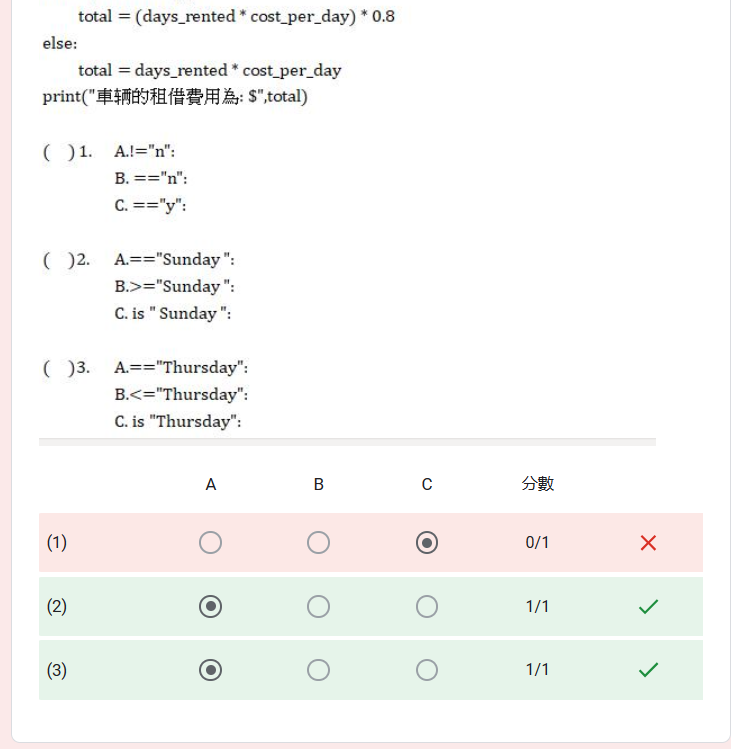 total = (days_rented * cost_per_day) * 0.8
else:
total = days_rented * cost_per_day
print("車輛的租借費用為: $",total)
( )1. A.!="n":
B. =="n":
C. =="y":
( )2. A.=="Sunday ":
B.>="Sunday ":
C. is " Sunday ":
( )3. A.=="Thursday":
B.<="Thursday":
C. is "Thursday":
A B C 分數
(1) 0/1
(2) 1/1
(3) 1/1